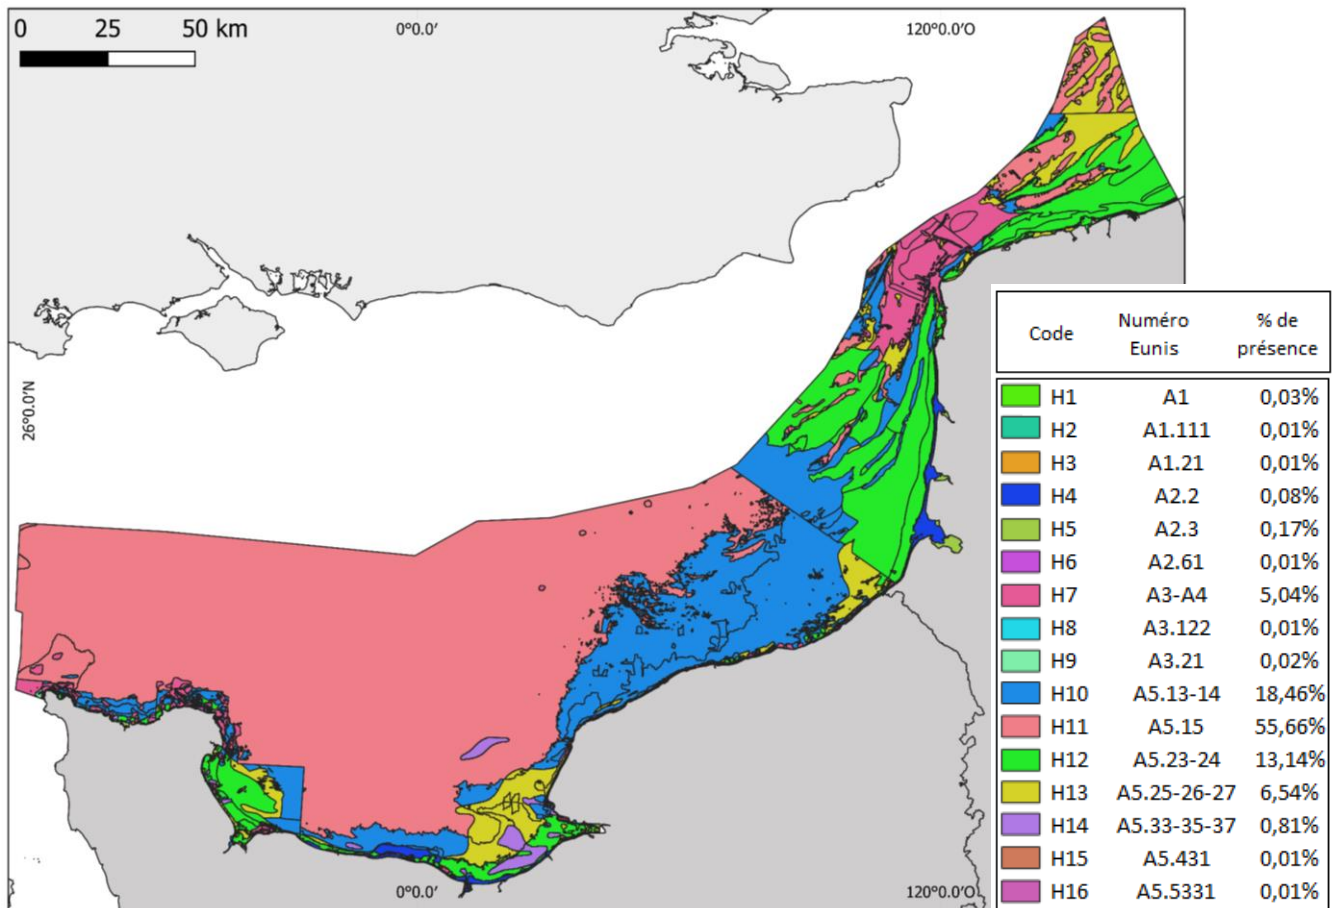 0 25 50 km
0°0.0′
120°0.0′O
26°0.0′N
Code Numéro Eunis % de présence
H1 A1 0,03%
H2 A1.111 0,01%
H3 A1.21 0,01%
H4 A2.2 0,08%
H5 A2.3 0,17%
H6 A2.61 0,01%
H7 A3-A4 5,04%
H8 A3.122 0,01%
H9 A3.21 0,02%
H10 A5.13-14 18,46%
H11 A5.15 55,66%
H12 A5.23-24 13,14%
H13 A5.25-26-27 6,54%
H14 A5.33-35-37 0,81%
H15 A5.431 0,01%
H16 A5.5331 0,01%
0°0.0′
120°0.0′O